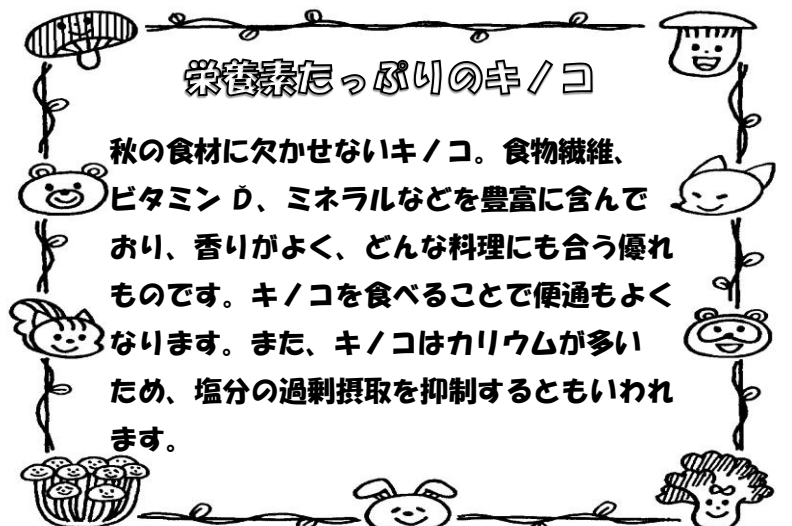 栄養素たっぷりのキノコ
秋の食材に欠かせないキノコ。食物繊維、
ビタミン Ď、ミネラルなどを豊富に含んで
おり、香りがよく、どんな料理にも合う優れ
ものです。キノコを食べることで便通もよく
なります。また、キノコはカリウムが多い
ため、塩分の過剰摂取を抑制するともいわれ
ます。